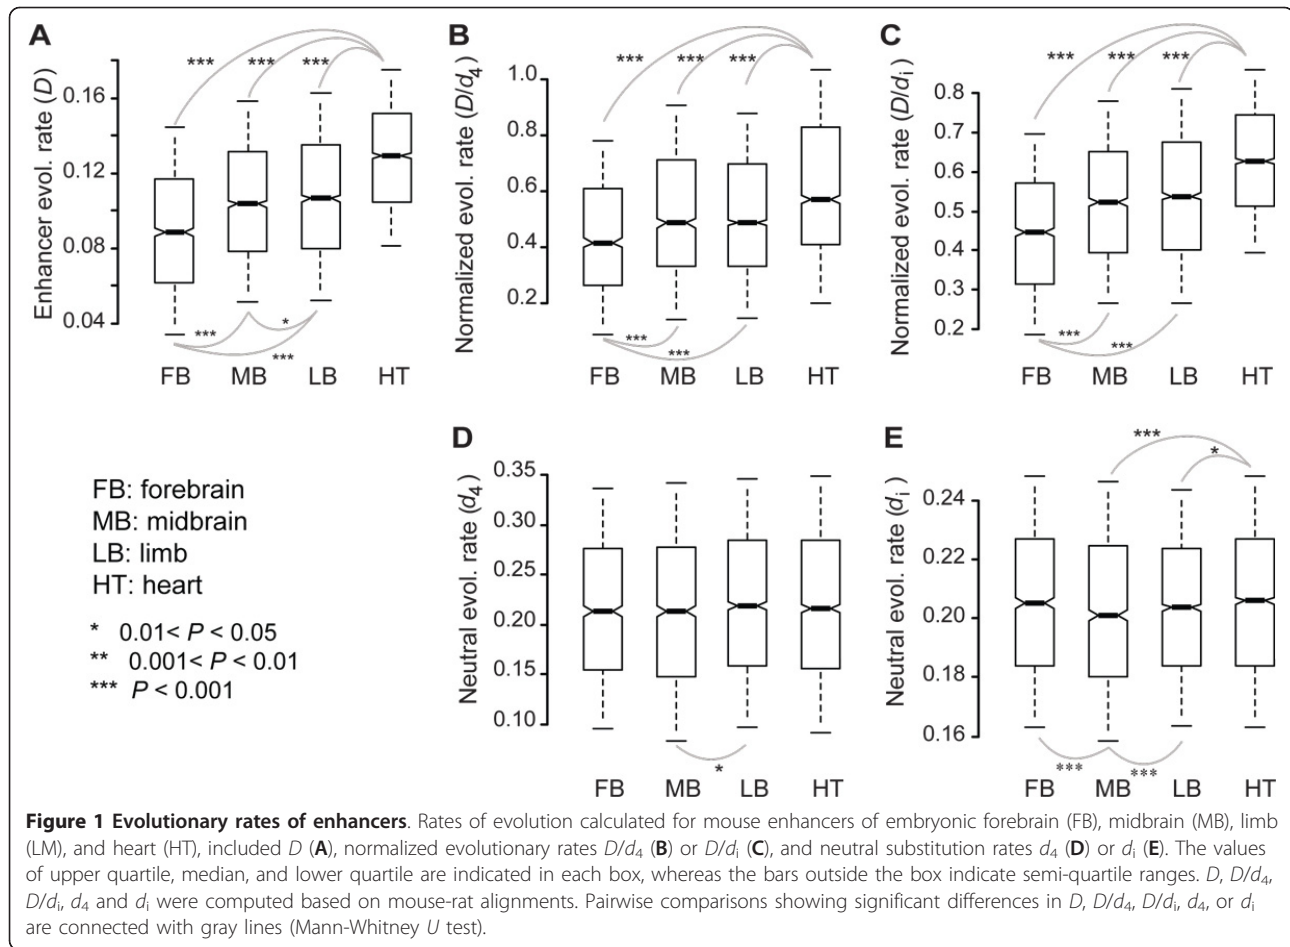 A
Enhancer evol. rate (D)
0.16
0.12
0.08
0.04
*** *** ***
***
*
***
FB MB LB HT
B
Normalized evol. rate (D/d4)
1.0
0.8
0.6
0.4
0.2
*** *** ***
***
***
FB MB LB HT
C
Normalized evol. rate (D/di)
0.8
0.7
0.6
0.5
0.4
0.3
0.2
*** *** ***
***
***
FB MB LB HT
FB: forebrain
MB: midbrain
LB: limb
HT: heart
* 0.01< P < 0.05
** 0.001< P < 0.01
*** P < 0.001
D
Neutral evol. rate (d4)
0.35
0.30
0.25
0.20
0.15
0.10
*
FB MB LB HT
E
Neutral evol. rate (di)
0.24
0.22
0.20
0.18
0.16
***
*
*** ***
FB MB LB HT
Figure 1 Evolutionary rates of enhancers. Rates of evolution calculated for mouse enhancers of embryonic forebrain (FB), midbrain (MB), limb
(LM), and heart (HT), included D (A), normalized evolutionary rates D/d4 (B) or D/di (C), and neutral substitution rates d4 (D) or di (E). The values
of upper quartile, median, and lower quartile are indicated in each box, whereas the bars outside the box indicate semi-quartile ranges. D, D/d4,
D/di, d4 and di were computed based on mouse-rat alignments. Pairwise comparisons showing significant differences in D, D/d4, D/di, d4, or di
are connected with gray lines (Mann-Whitney U test).